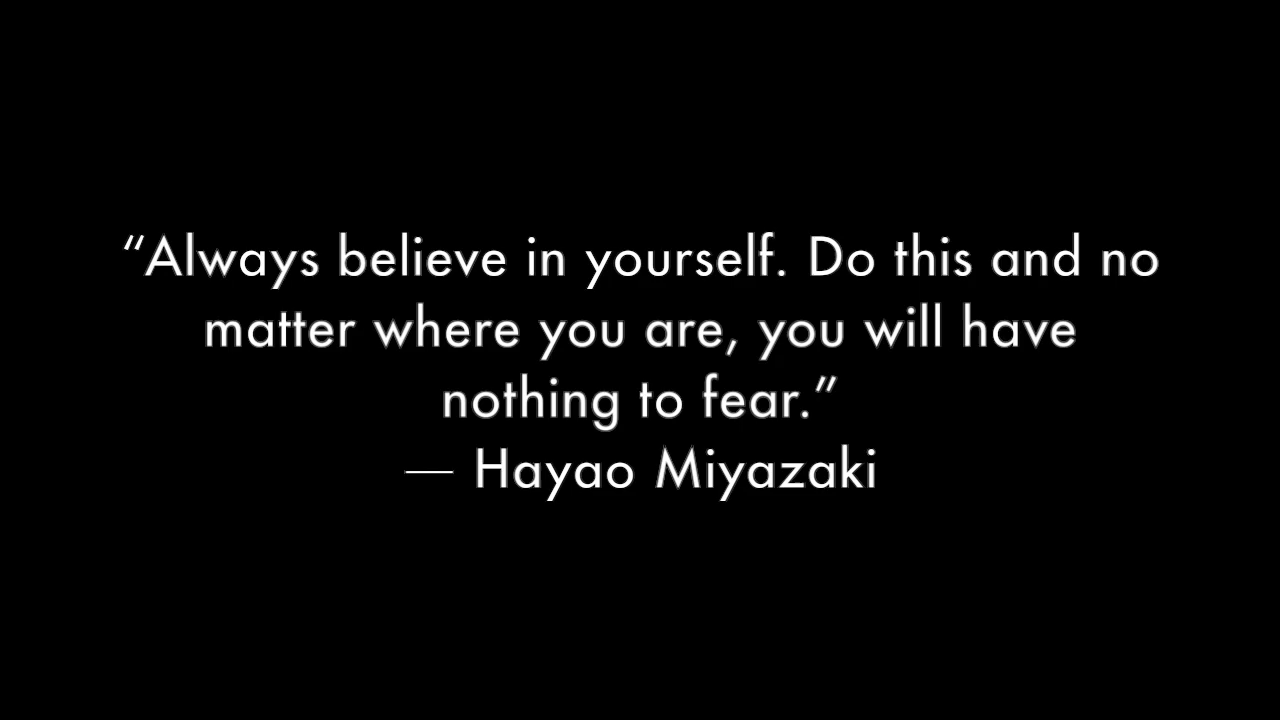 “Always believe in yourself. Do this and no
matter where you are, you will have
nothing to fear.”
— Hayao Miyazaki